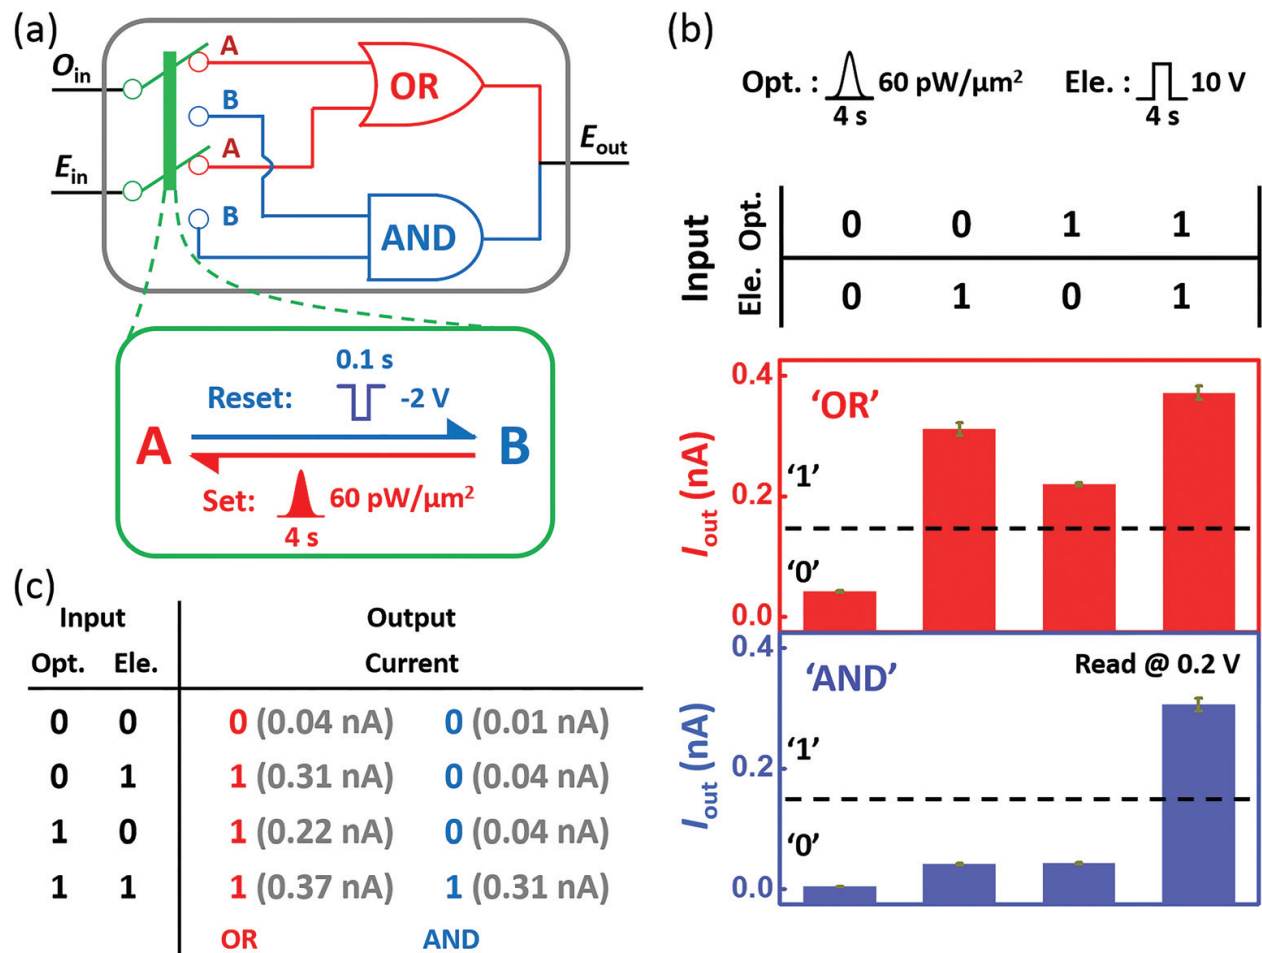 (a)
O_in
E_in
A
B
A
B
OR
AND
E_out
0.1 s
Reset: -2 V
A B
Set: 60 pW/μm²
4 s
(b)
Opt. : 60 pW/μm² Ele. : 10 V
4 s 4 s
Input
Opt. 0 0 1 1
Ele. 0 1 0 1
'OR'
I_out (nA)
0.4
0.2
0.0
'1'
'0'
'AND'
Read @ 0.2 V
I_out (nA)
0.4
0.2
0.0
'1'
'0'
(c)
Input Output
Opt. Ele. Current
0 0 0 (0.04 nA) 0 (0.01 nA)
0 1 1 (0.31 nA) 0 (0.04 nA)
1 0 1 (0.22 nA) 0 (0.04 nA)
1 1 1 (0.37 nA) 1 (0.31 nA)
OR AND